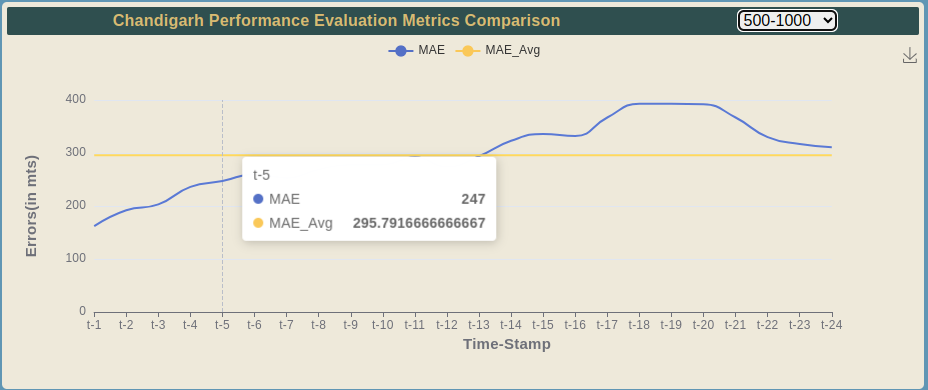 Chandigarh Performance Evaluation Metrics Comparison
500-1000
MAE MAE_Avg
400
300
200
100
0
Errors(in mts)
t-5
MAE 247
MAE_Avg 295.7916666666667
t-1 t-2 t-3 t-4 t-5 t-6 t-7 t-8 t-9 t-10 t-11 t-12 t-13 t-14 t-15 t-16 t-17 t-18 t-19 t-20 t-21 t-22 t-23 t-24
Time-Stamp